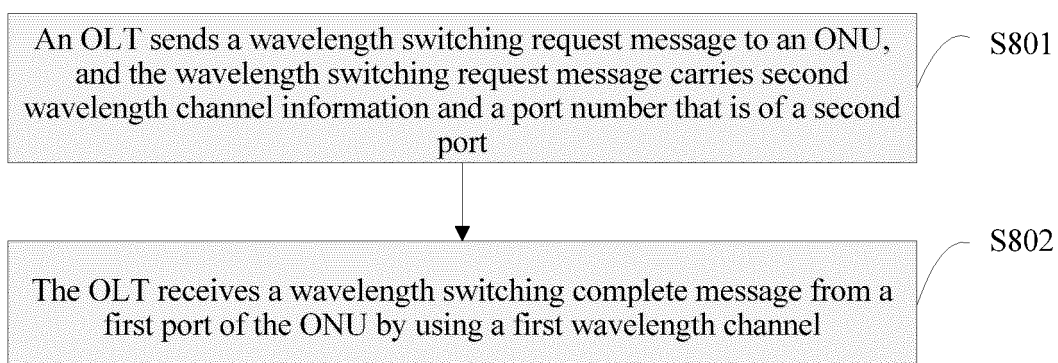 An OLT sends a wavelength switching request message to an ONU,
and the wavelength switching request message carries second
wavelength channel information and a port number that is of a second
port
S801
The OLT receives a wavelength switching complete message from a
first port of the ONU by using a first wavelength channel
S802